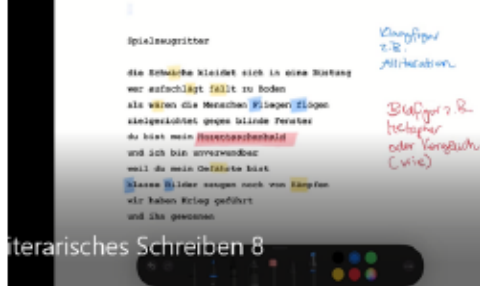 Spielzeugritter
die Schwäche kleidet sich in eine Rüstung
wer aufschlägt fällt zu Boden
als wären die Menschen Fliegen flogen
zielgerichtet gegen blinde Fenster
du bist mein Hosentaschenheld
und ich bin unverwundbar
weil du mein Gefährte bist
blasse Bilder zeugen noch von Kämpfen
wir haben Krieg geführt
und ihn gewonnen
Klangfigur
z.B.
Alliteration
Bildfigur z.B.
Metapher
oder Vergleich
(wie)
iterarisches Schreiben 8